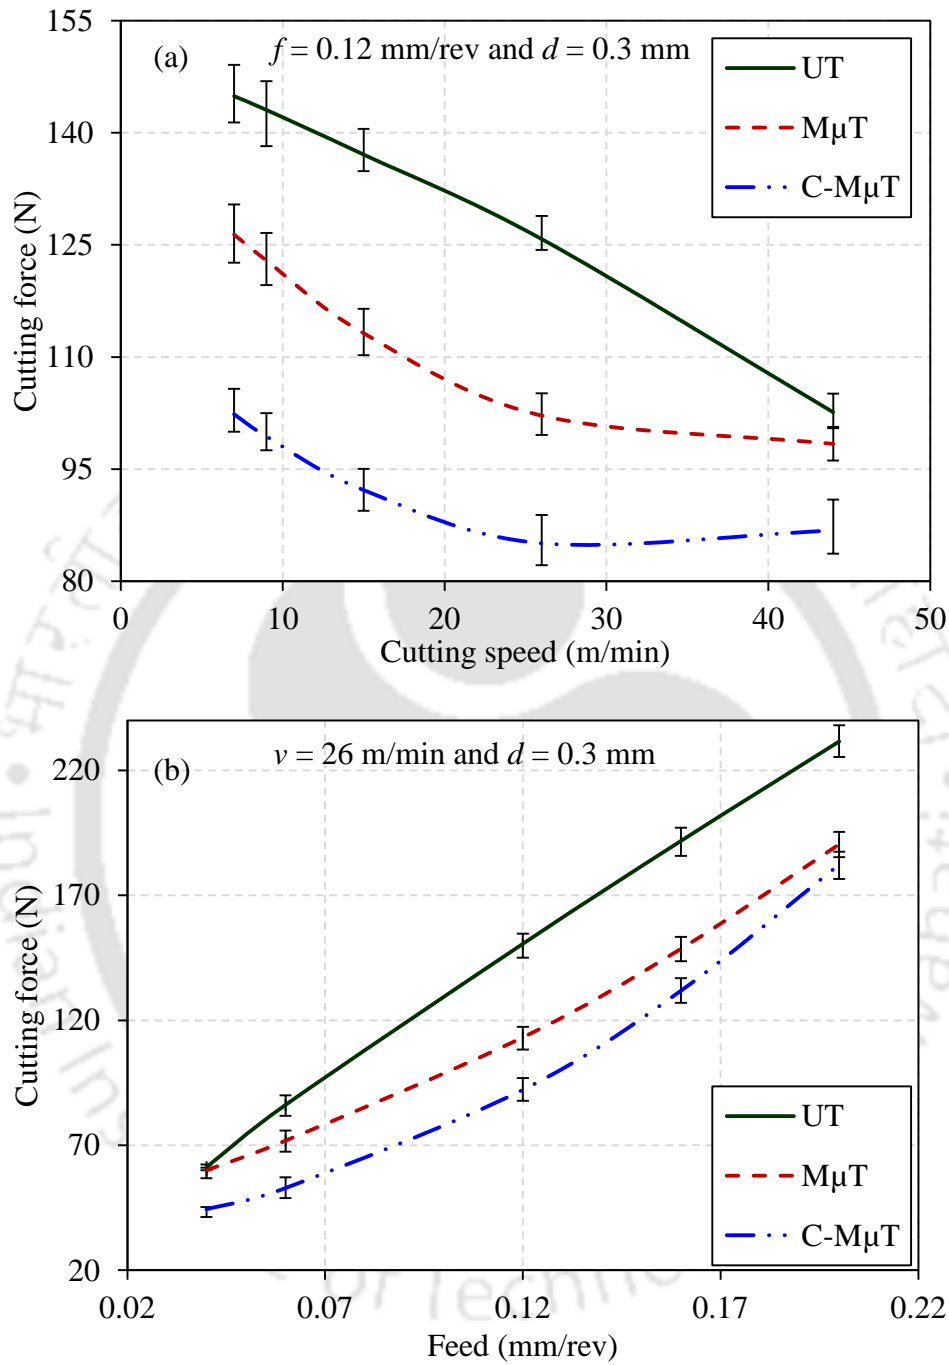 155
(a)
f = 0.12 mm/rev and d = 0.3 mm
UT
MμT
C-MμT
140
125
110
95
80
Cutting force (N)
0
10
20
30
40
50
Cutting speed (m/min)
(b)
v = 26 m/min and d = 0.3 mm
220
170
120
70
20
Cutting force (N)
UT
MμT
C-MμT
0.02
0.07
0.12
0.17
0.22
Feed (mm/rev)
of Techno